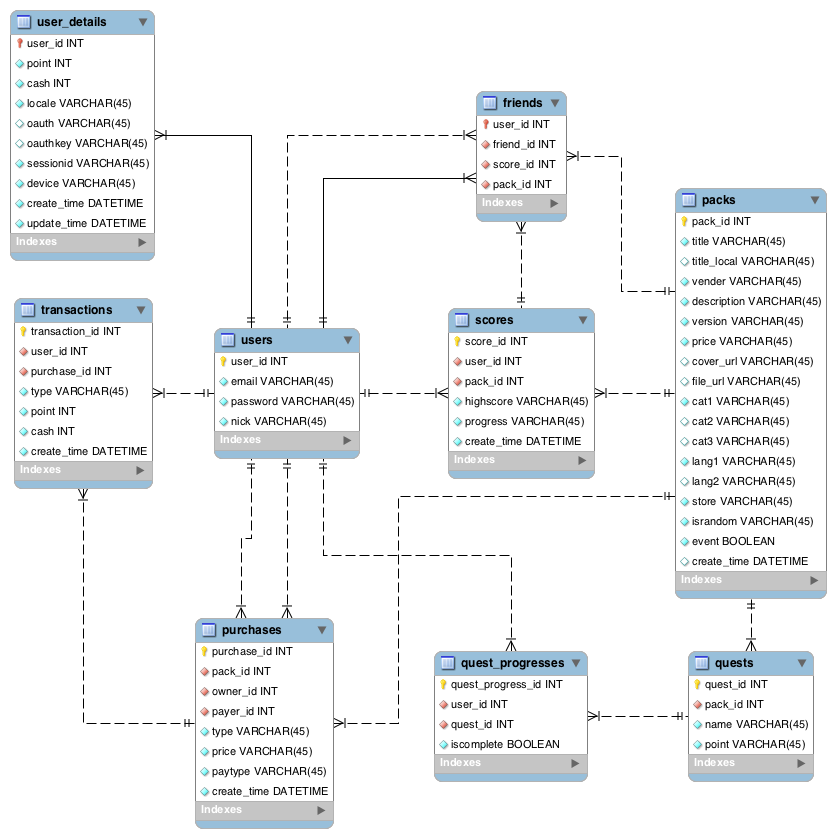 user_details
user_id INT
point INT
cash INT
locale VARCHAR(45)
oauth VARCHAR(45)
oauthkey VARCHAR(45)
sessionid VARCHAR(45)
device VARCHAR(45)
create_time DATETIME
update_time DATETIME
Indexes
friends
user_id INT
friend_id INT
score_id INT
pack_id INT
Indexes
packs
pack_id INT
title VARCHAR(45)
title_local VARCHAR(45)
vender VARCHAR(45)
description VARCHAR(45)
version VARCHAR(45)
price VARCHAR(45)
cover_url VARCHAR(45)
file_url VARCHAR(45)
cat1 VARCHAR(45)
cat2 VARCHAR(45)
cat3 VARCHAR(45)
lang1 VARCHAR(45)
lang2 VARCHAR(45)
store VARCHAR(45)
israndom VARCHAR(45)
event BOOLEAN
create_time DATETIME
Indexes
transactions
transaction_id INT
user_id INT
purchase_id INT
type VARCHAR(45)
point INT
cash INT
create_time DATETIME
Indexes
users
user_id INT
email VARCHAR(45)
password VARCHAR(45)
nick VARCHAR(45)
Indexes
scores
score_id INT
user_id INT
pack_id INT
highscore VARCHAR(45)
progress VARCHAR(45)
create_time DATETIME
Indexes
purchases
purchase_id INT
pack_id INT
owner_id INT
payer_id INT
type VARCHAR(45)
price VARCHAR(45)
paytype VARCHAR(45)
create_time DATETIME
Indexes
quest_progresses
quest_progress_id INT
user_id INT
quest_id INT
iscomplete BOOLEAN
Indexes
quests
quest_id INT
pack_id INT
name VARCHAR(45)
point VARCHAR(45)
Indexes